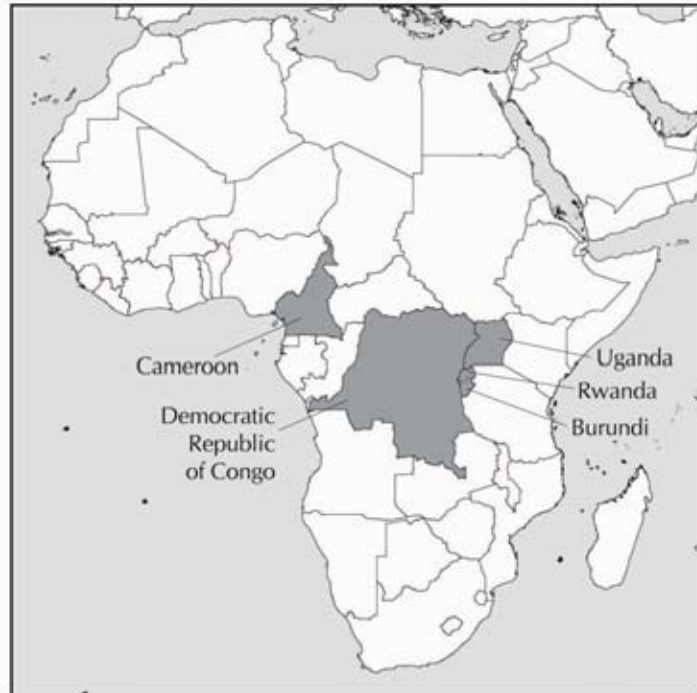 Cameroon
Democratic
Republic
of Congo
Uganda
Rwanda
Burundi